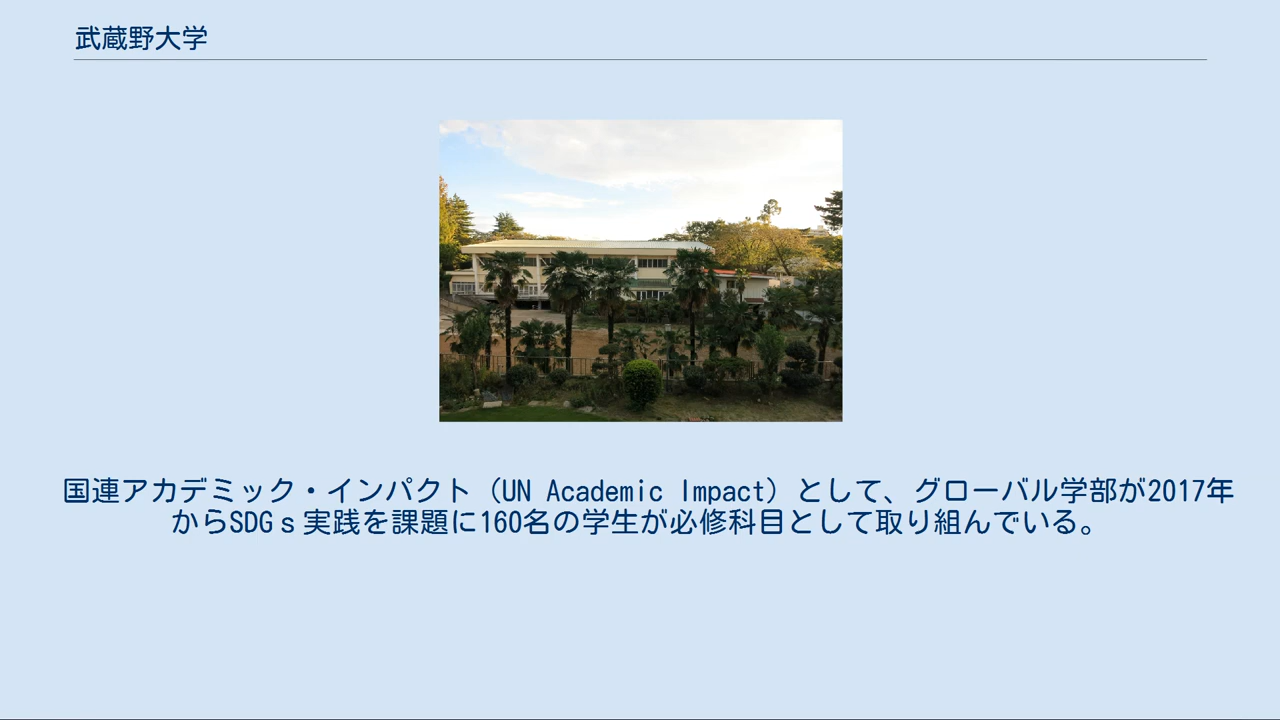 武蔵野大学
国連アカデミック・インパクト（UN Academic Impact）として、グローバル学部が2017年
からSDGｓ実践を課題に160名の学生が必修科目として取り組んでいる。